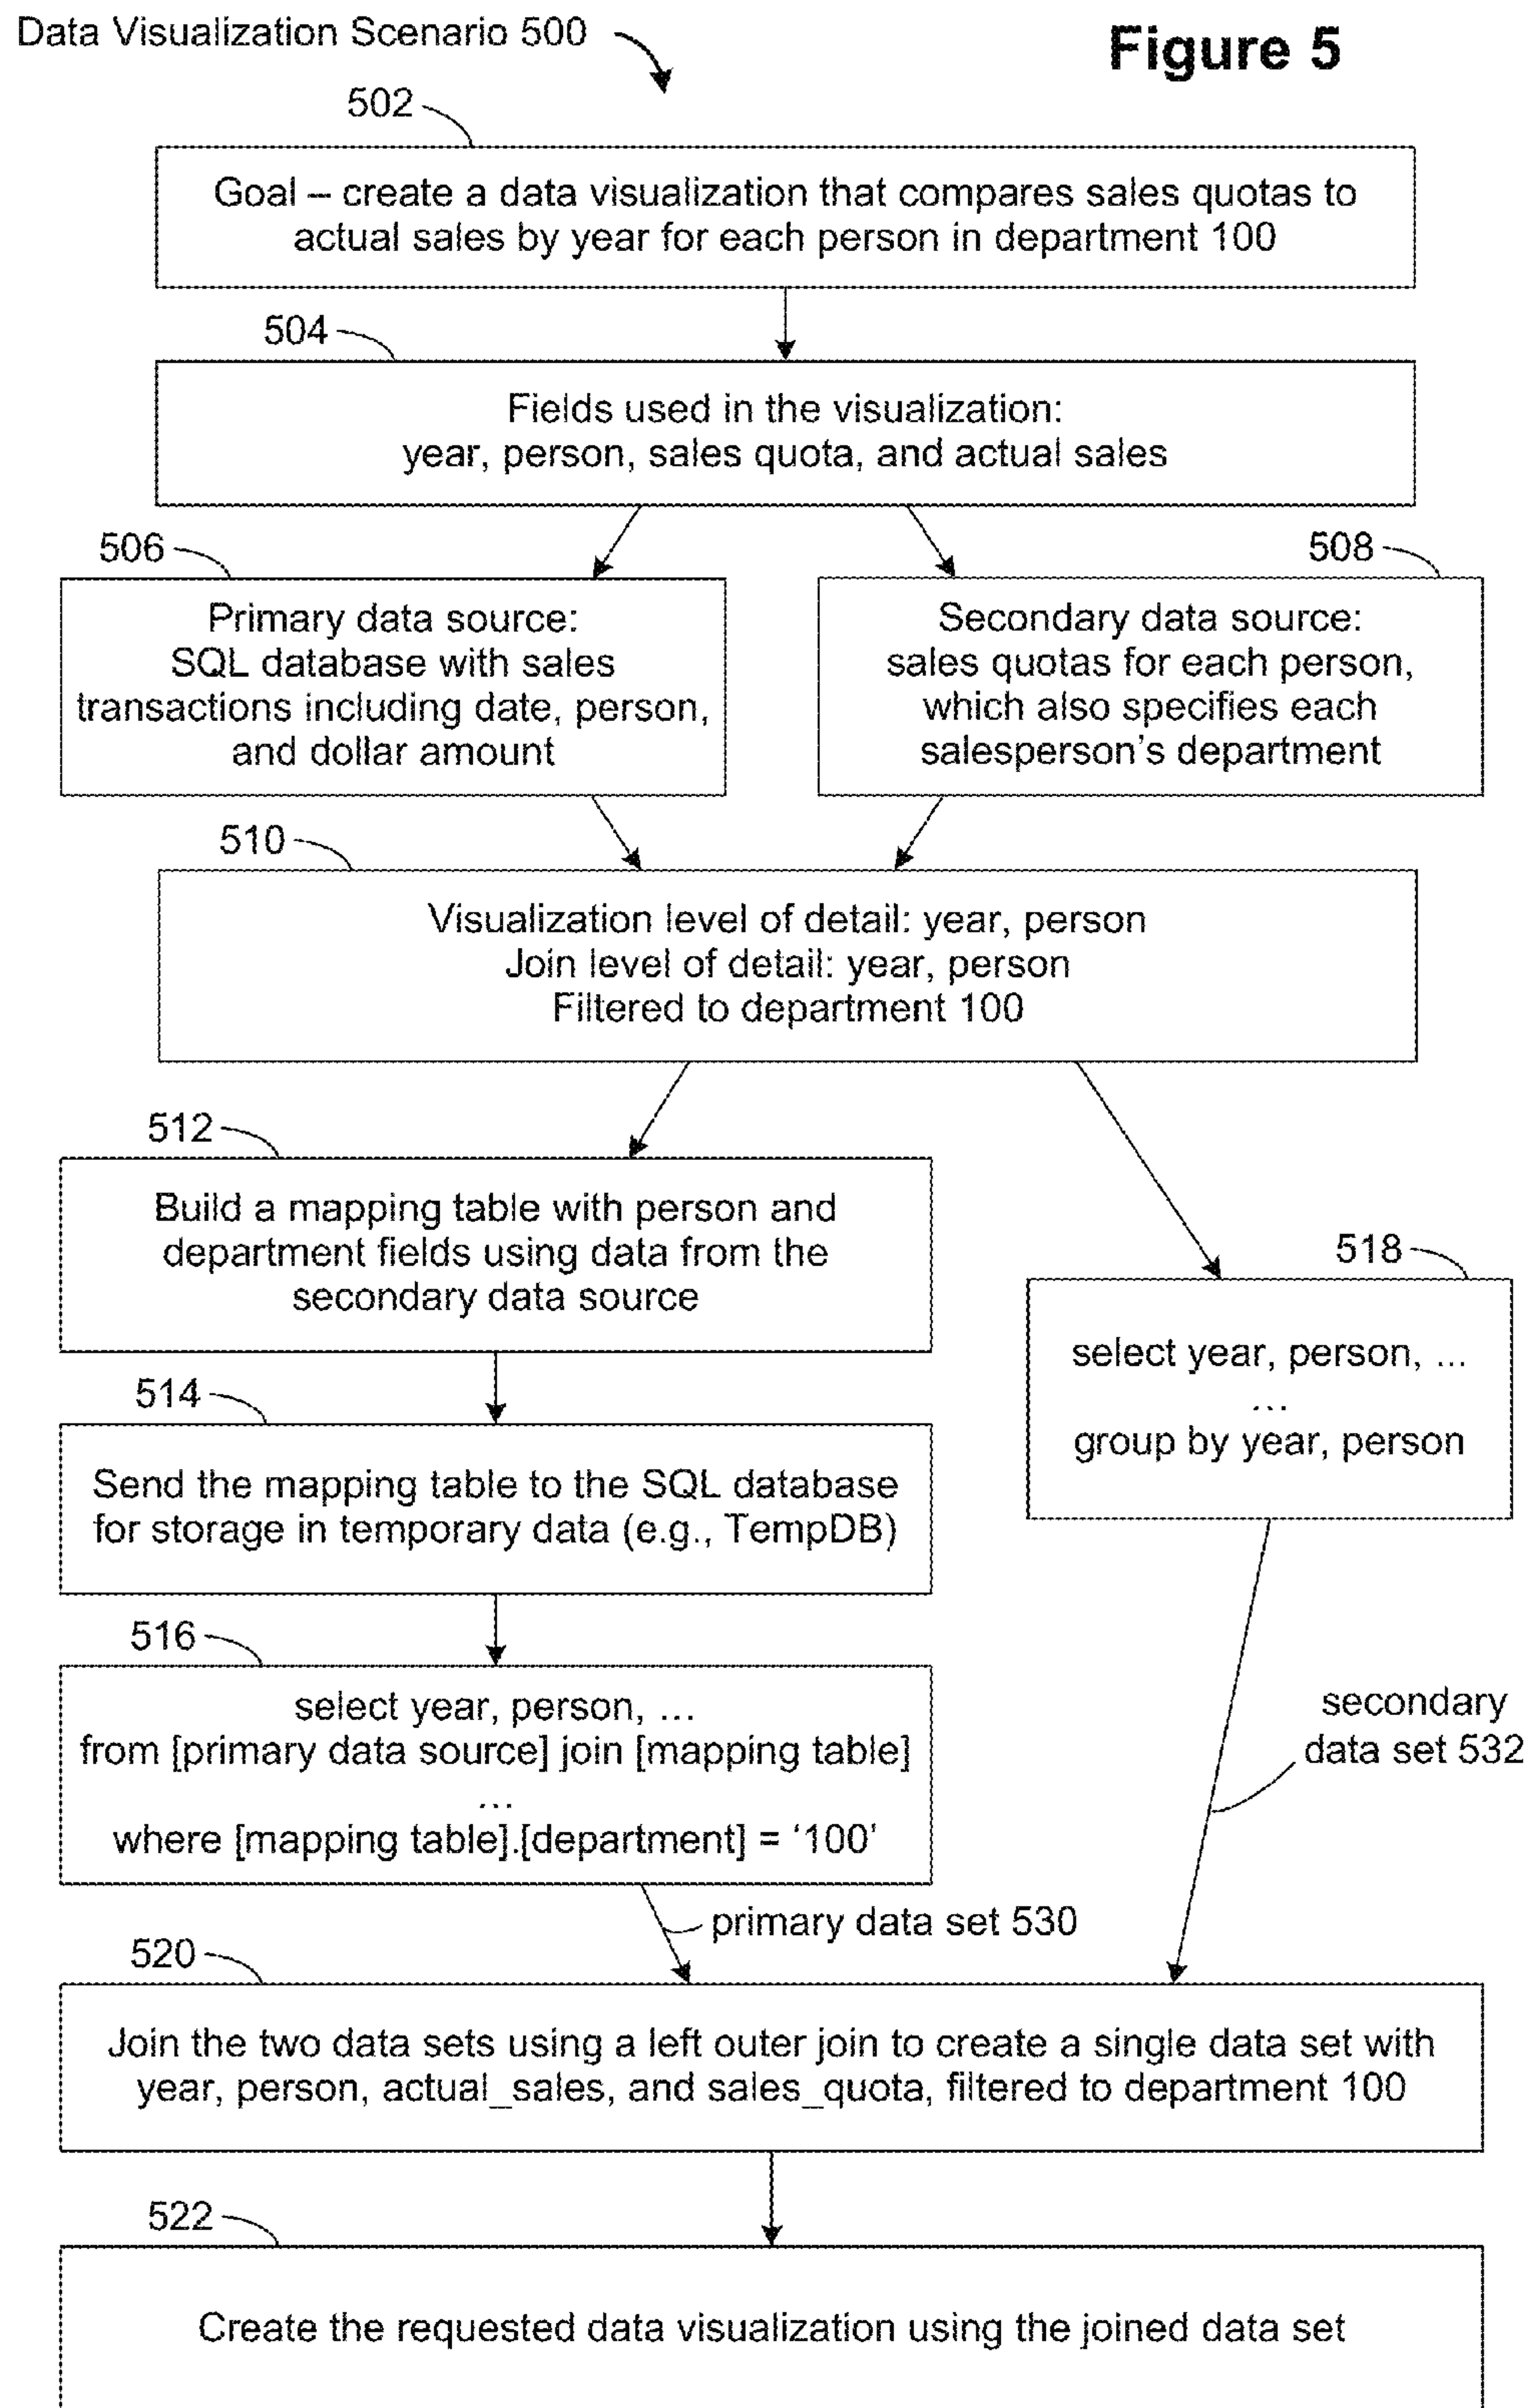 Data Visualization Scenario 500
Figure 5
502
Goal – create a data visualization that compares sales quotas to
actual sales by year for each person in department 100
504
Fields used in the visualization:
year, person, sales quota, and actual sales
506
Primary data source:
SQL database with sales
transactions including date, person,
and dollar amount
508
Secondary data source:
sales quotas for each person,
which also specifies each
salesperson's department
510
Visualization level of detail: year, person
Join level of detail: year, person
Filtered to department 100
512
Build a mapping table with person and
department fields using data from the
secondary data source
514
Send the mapping table to the SQL database
for storage in temporary data (e.g., TempDB)
516
select year, person, ...
from [primary data source] join [mapping table]
...
where [mapping table].[department] = ‘100’
518
select year, person, ...
...
group by year, person
secondary
data set 532
primary data set 530
520
Join the two data sets using a left outer join to create a single data set with
year, person, actual_sales, and sales_quota, filtered to department 100
522
Create the requested data visualization using the joined data set